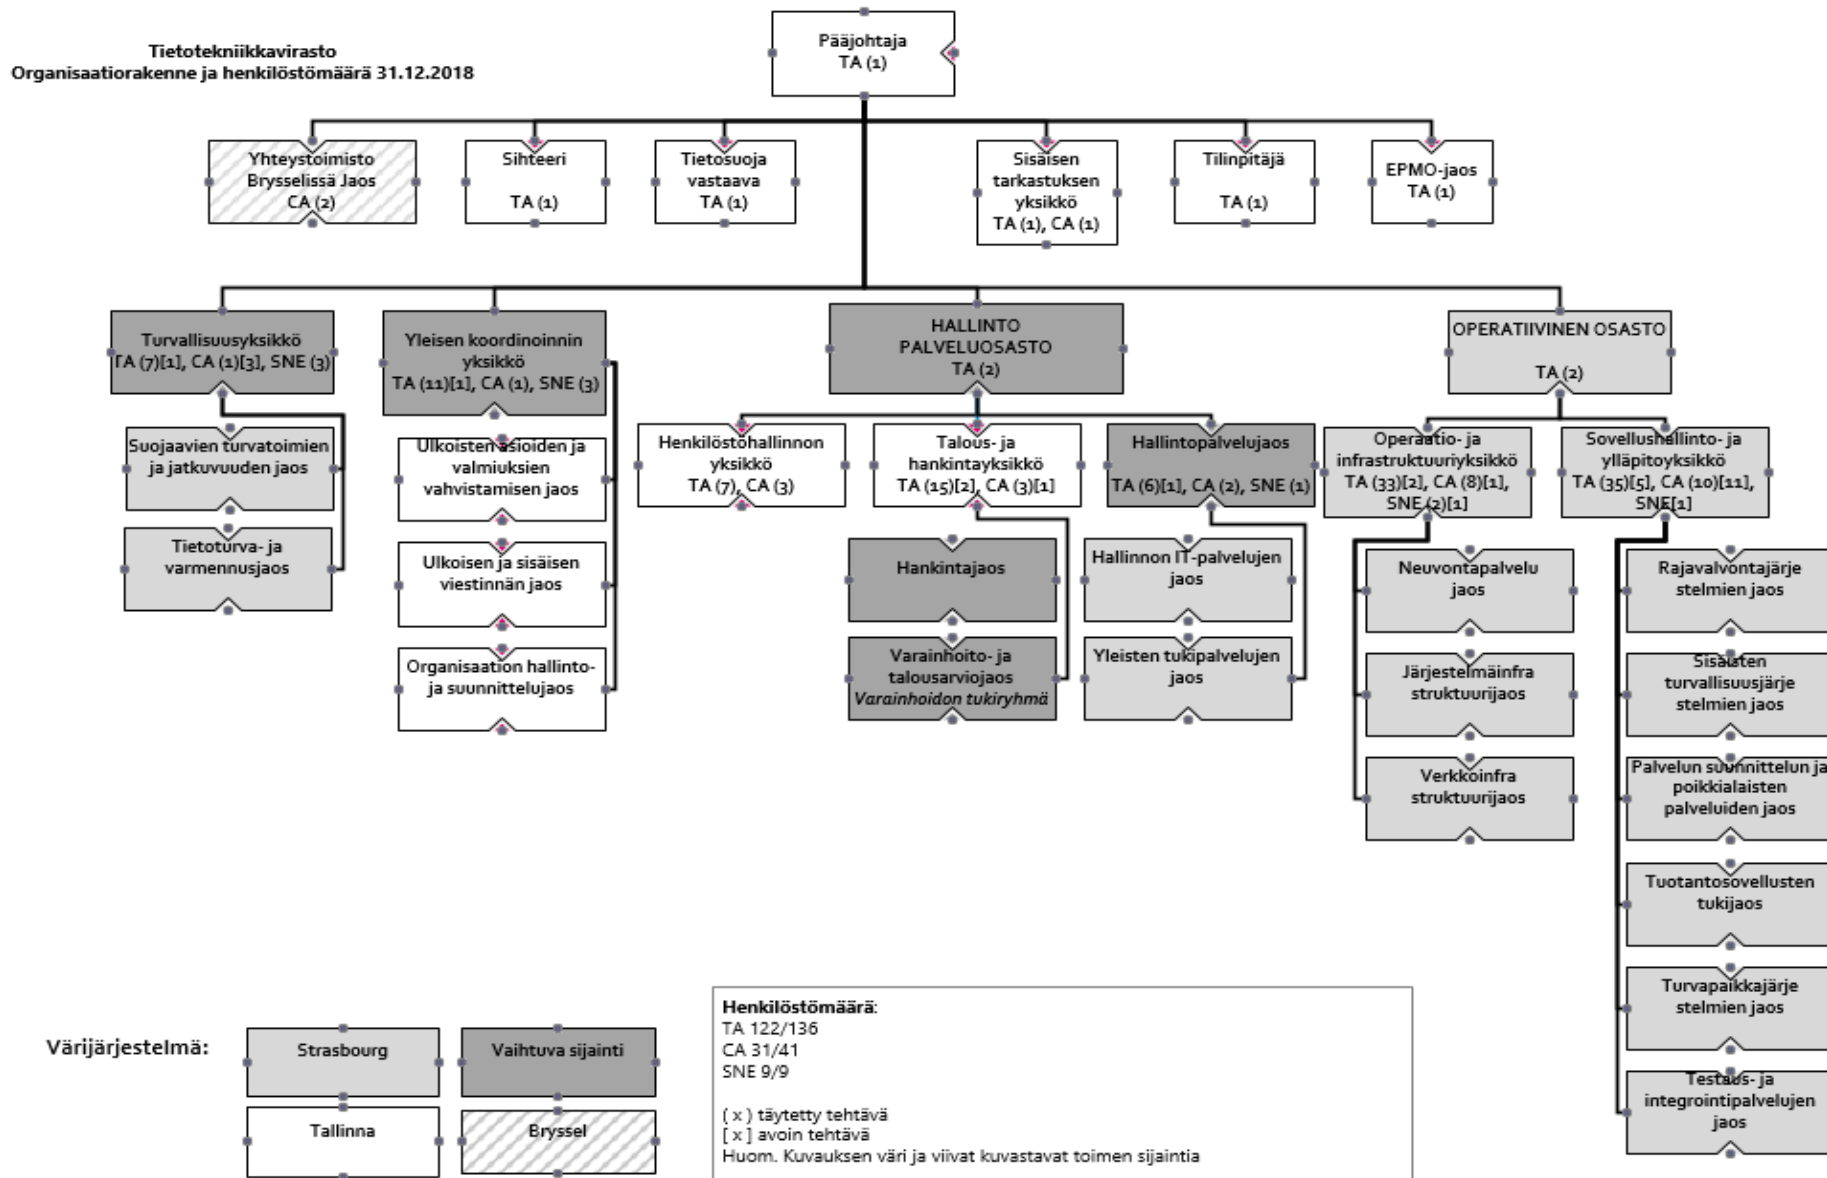 Tietotekniikkavirasto
Organisaatiorakenne ja henkilöstömäärä 31.12.2018
Pääjohtaja
TA (1)
Yhteystoimisto
Brysselissä Jaos
CA (2)
Sihteeri
TA (1)
Tietosuoja
vastaava
TA (1)
Sisäisen
tarkastuksen
yksikkö
TA (1), CA (1)
Tilinpitäjä
TA (1)
EPMO-jaos
TA (1)
Turvallisuusyksikkö
TA (7)[1], CA (1)[3], SNE (3)
Yleisen koordinoinnin
yksikkö
TA (11)[1], CA (1), SNE (3)
HALLINTO
PALVELUOSASTO
TA (2)
OPERATIIVINEN OSASTO
TA (2)
Suojaavien turvatoimien
ja jatkuvuuden jaos
Tietoturva- ja
varmennusjaos
Ulkoisten asioiden ja
valmiuksien
vahvistamisen jaos
Ulkoisen ja sisäisen
viestinnän jaos
Organisaation hallinto-
ja suunnittelujaos
Henkilöstöhallinnon
yksikkö
TA (7), CA (3)
Talous- ja
hankintayksikkö
TA (15)[2], CA (3)[1]
Hallintopalvelujaos
TA (6)[1], CA (2), SNE (1)
Hankintajaos
Varainhoito- ja
talousarviojaos
Varainhoidon tukiryhmä
Hallinnon IT-palvelujen
jaos
Yleisten tukipalvelujen
jaos
Operaatio- ja
infrastruktuuriyksikkö
TA (33)[2], CA (8)[1],
SNE (2)[1]
Sovellushallinto- ja
ylläpitoyksikkö
TA (35)[5], CA (10)[11],
SNE[1]
Neuvontapalvelu
jaos
Järjestelmäinfra
struktuurijaos
Verkkoinfra
struktuurijaos
Rajavalvontajärje
stelmien jaos
Sisäisten
turvallisuusjärje
stelmien jaos
Palvelun suunnittelun ja
poikkialaisten
palveluiden jaos
Tuotantosovellusten
tukijaos
Turvapaikkajärje
stelmien jaos
Testaus- ja
integrointipalvelujen
jaos
Värijärjestelmä:
Strasbourg
Vaihtuva sijainti
Tallinna
Bryssel
Henkilöstömäärä:
TA 122/136
CA 31/41
SNE 9/9
( x ) täytetty tehtävä
[ x ] avoin tehtävä
Huom. Kuvauksen väri ja viivat kuvastavat toimen sijaintia